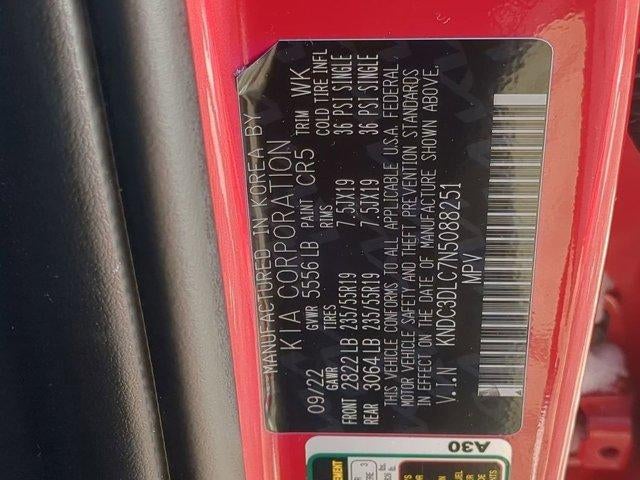 MANUFACTURED IN KOREA BY
KIA CORPORATION
09/22 GVWR 5556 LB PAINT CR5 TRIM WK
GAWR TIRES RIMS COLD TIRE INFL
FRONT 2822 LB 235/55R19 7.5JX19 36 PSI SINGLE
REAR 3064 LB 235/55R19 7.5JX19 36 PSI SINGLE
THIS VEHICLE CONFORMS TO ALL APPLICABLE U.S.A. FEDERAL
MOTOR VEHICLE SAFETY AND THEFT PREVENTION STANDARDS
IN EFFECT ON THE DATE OF MANUFACTURE SHOWN ABOVE.
V.I.N KNDC3DLC7N5088251
MPV
A30